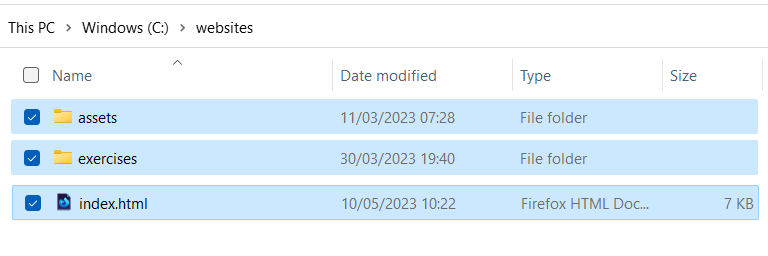 This PC > Windows (C:) > websites
Name Date modified Type Size
assets 11/03/2023 07:28 File folder
exercises 30/03/2023 19:40 File folder
index.html 10/05/2023 10:22 Firefox HTML Doc... 7 KB